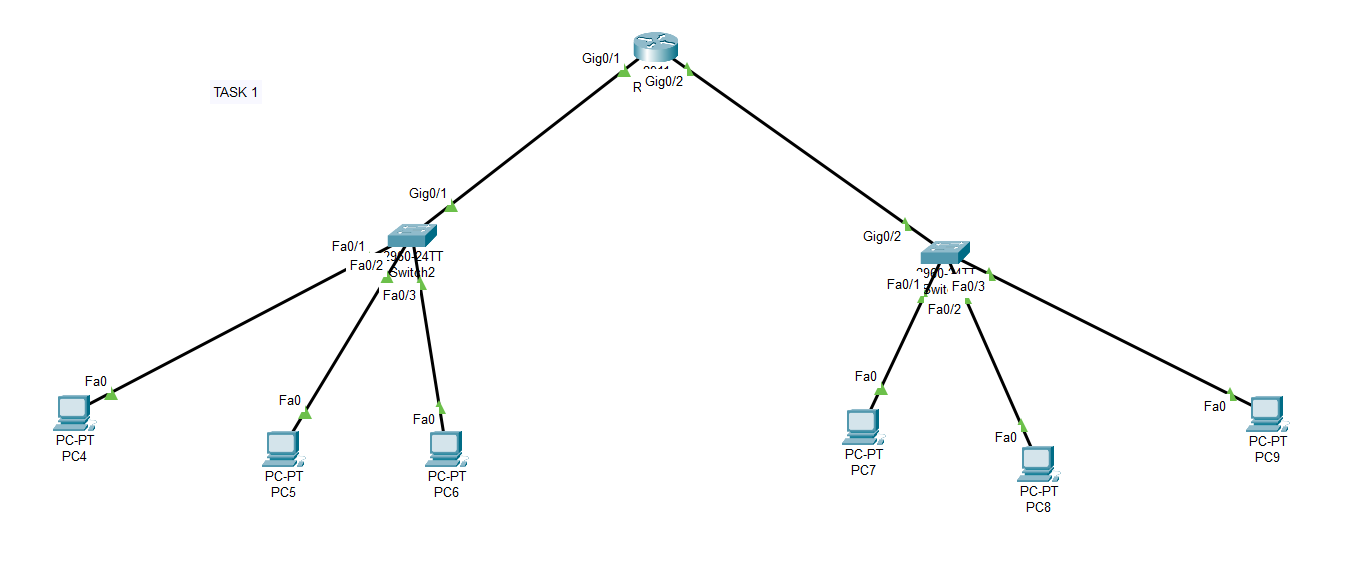 Gig0/1
Gig0/2
R
TASK 1
Gig0/1
Fa0/1
Fa0/2
2960-24TT
Switch2
Fa0/3
Gig0/2
2960-24TT
Fa0/1
Fa0/3
Fa0/2
Fa0
PC-PT
PC4
Fa0
PC-PT
PC5
Fa0
PC-PT
PC6
Fa0
PC-PT
PC7
Fa0
PC-PT
PC8
Fa0
PC-PT
PC9